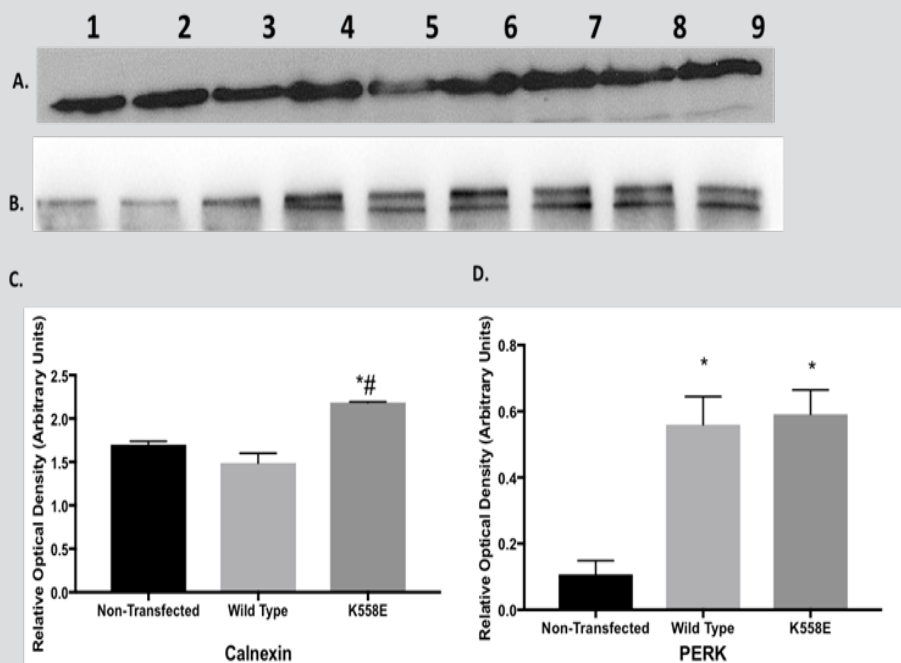 1 2 3 4 5 6 7 8 9
A.
B.
C.
D.
Relative Optical Density (Arbitrary Units)
2.5
2.0
1.5
1.0
0.5
0.0
*#
Non-Transfected Wild Type K558E
Calnexin
Relative Optical Density (Arbitrary Units)
0.8
0.6
0.4
0.2
0.0
* *
Non-Transfected Wild Type K558E
PERK